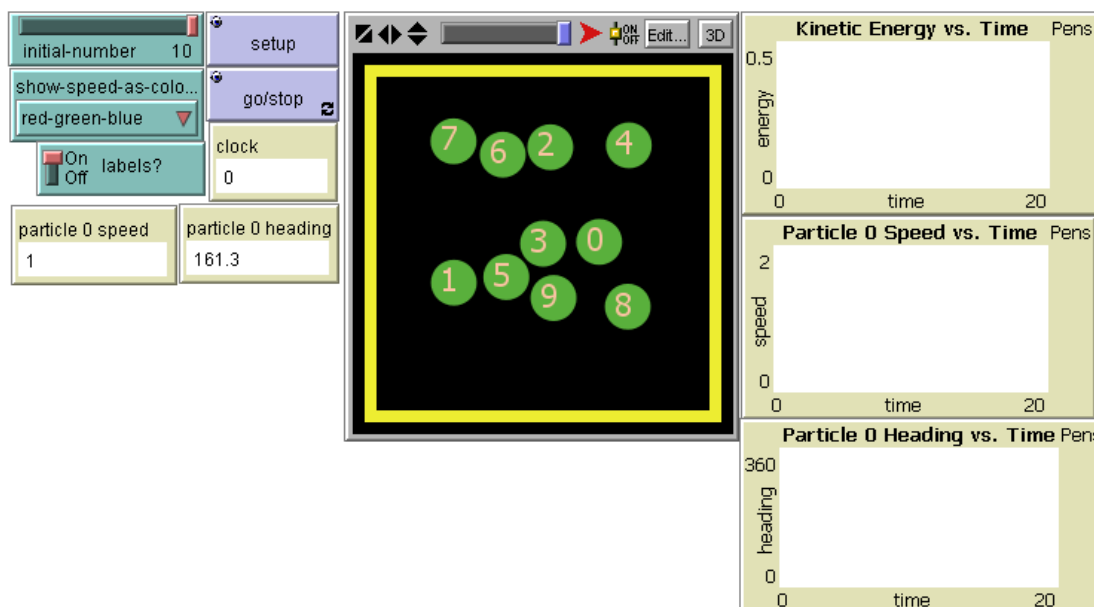 initial-number 10
setup
show-speed-as-colo...
red-green-blue
go/stop
On
Off
labels?
clock
0
particle 0 speed
1
particle 0 heading
161.3
ON
OFF
Edit...
3D
7
6
2
4
3
0
1
5
9
8
Kinetic Energy vs. Time Pens
0.5
energy
0
0 time 20
Particle 0 Speed vs. Time Pens
2
speed
0
0 time 20
Particle 0 Heading vs. Time Pens
360
heading
0
0 time 20